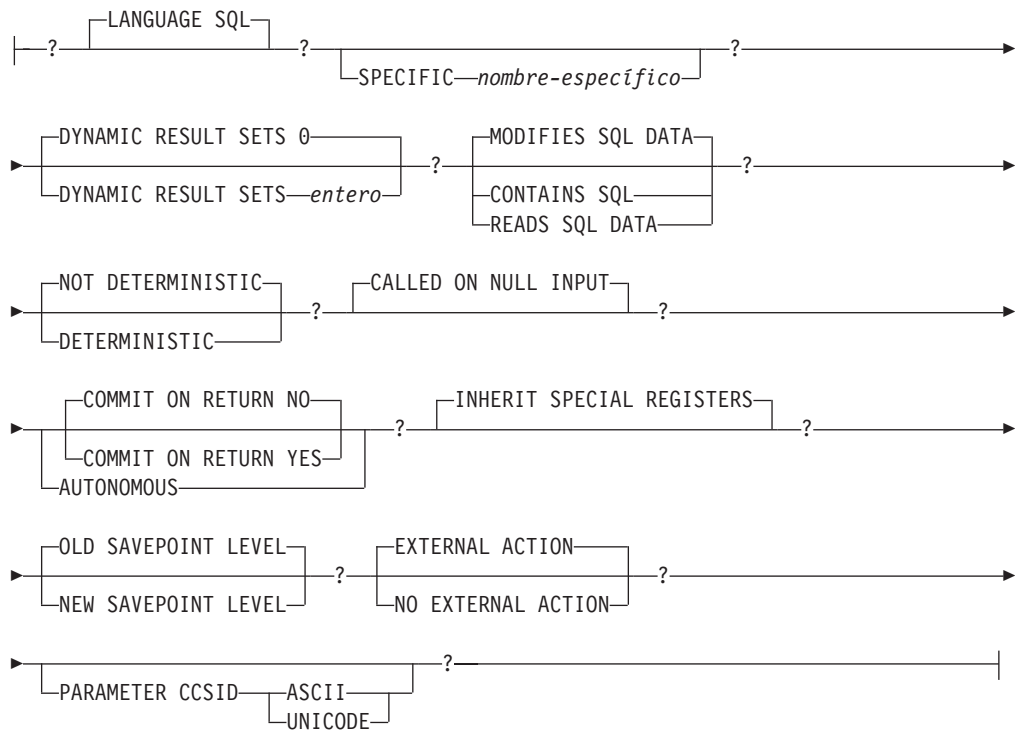 LANGUAGE SQL
? ? ?
SPECIFIC nombre-específico
DYNAMIC RESULT SETS 0 MODIFIES SQL DATA
? ?
DYNAMIC RESULT SETS entero CONTAINS SQL
READS SQL DATA
NOT DETERMINISTIC CALLED ON NULL INPUT
? ?
DETERMINISTIC
COMMIT ON RETURN NO INHERIT SPECIAL REGISTERS
? ?
COMMIT ON RETURN YES
AUTONOMOUS
OLD SAVEPOINT LEVEL EXTERNAL ACTION
? ?
NEW SAVEPOINT LEVEL NO EXTERNAL ACTION
?
PARAMETER CCSID ASCII
UNICODE